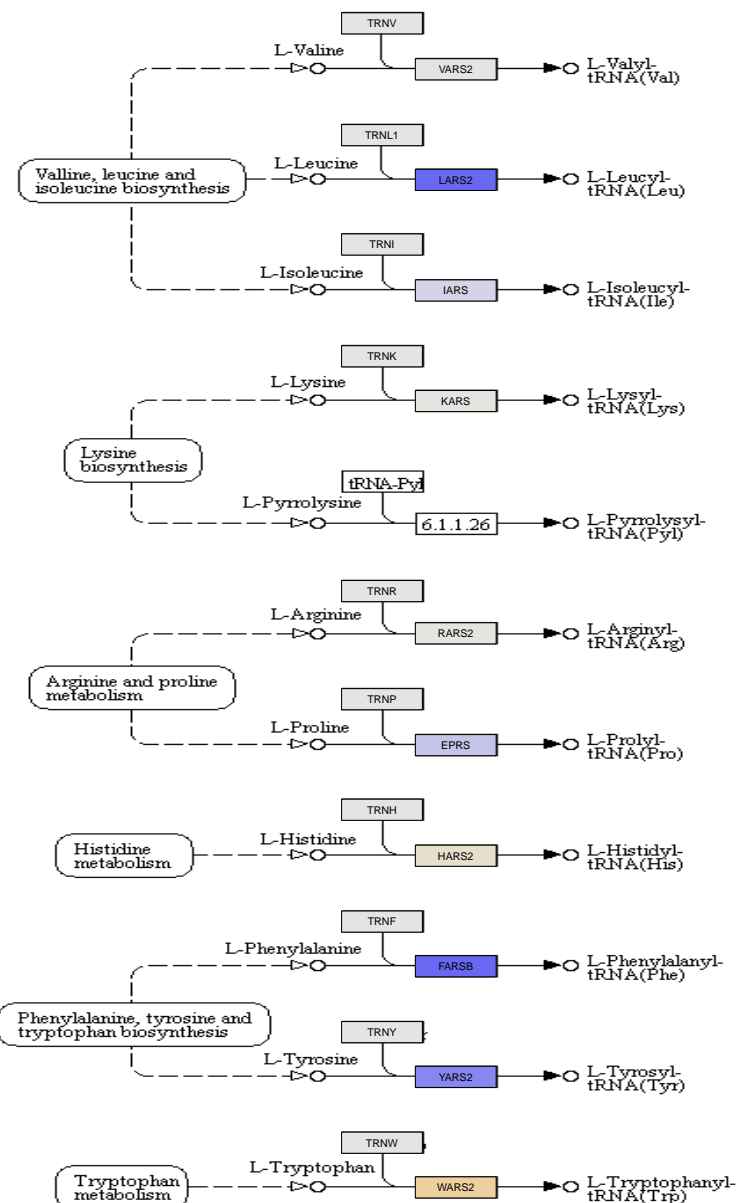 TRNV
L-Valine
VARS2
L-Valyl-
tRNA(Val)
TRNL1
L-Leucine
LARS2
L-Leucyl-
tRNA(Leu)
Valline, leucine and
isoleucine biosynthesis
TRNI
L-Isoleucine
IARS
L-Isoleucyl-
tRNA(Ile)
TRNK
L-Lysine
KARS
L-Lysyl-
tRNA(Lys)
Lysine
biosynthesis
tRNA-Pyl
L-Pyrrolysine
6.1.1.26
L-Pyrrolysyl-
tRNA(Pyl)
TRNR
L-Arginine
RARS2
L-Arginyl-
tRNA(Arg)
Arginine and proline
metabolism
TRNP
L-Proline
EPRS
L-Prolyl-
tRNA(Pro)
TRNH
L-Histidine
Histidine
metabolism
HARS2
L-Histidyl-
tRNA(His)
TRNF
L-Phenylalanine
FARSB
L-Phenylalanyl-
tRNA(Phe)
Phenylalanine, tyrosine and
tryptophan biosynthesis
TRNY
L-Tyrosine
YARS2
L-Tyrosyl-
tRNA(Tyr)
TRNW
L-Tryptophan
Tryptophan
metabolism
WARS2
L-Tryptophanyl-
tRNA(Trp)